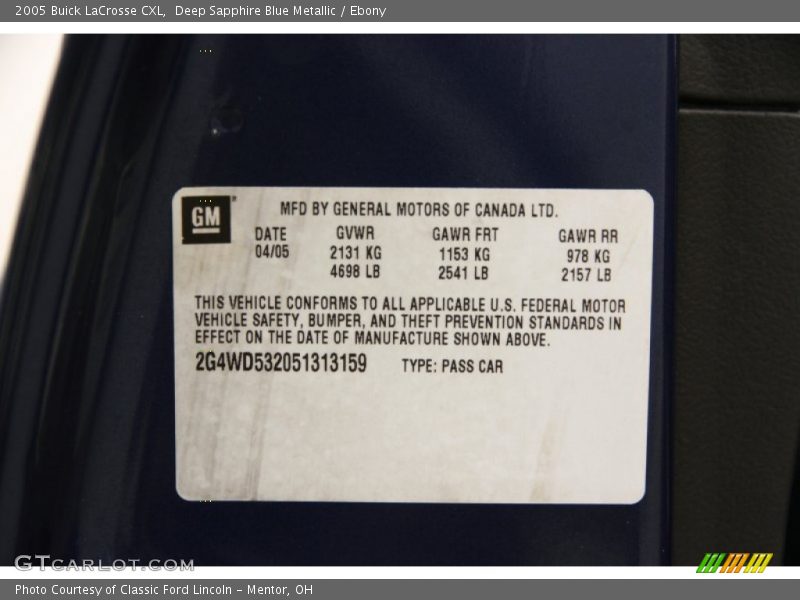 2005 Buick LaCrosse CXL, Deep Sapphire Blue Metallic / Ebony
GM
MFD BY GENERAL MOTORS OF CANADA LTD.
DATE GVWR GAWR FRT GAWR RR
04/05 2131 KG 1153 KG 978 KG
4698 LB 2541 LB 2157 LB
THIS VEHICLE CONFORMS TO ALL APPLICABLE U.S. FEDERAL MOTOR
VEHICLE SAFETY, BUMPER, AND THEFT PREVENTION STANDARDS IN
EFFECT ON THE DATE OF MANUFACTURE SHOWN ABOVE.
2G4WD532051313159 TYPE: PASS CAR
GTCARLOT.COM
Photo Courtesy of Classic Ford Lincoln - Mentor, OH